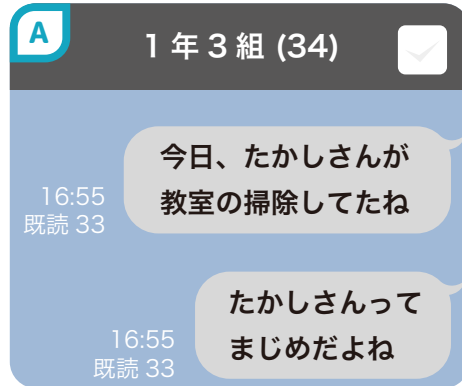 A
1年3組 (34)
今日、たかしさんが
教室の掃除してたね
16:55
既読 33
たかしさんって
まじめだよね
16:55
既読 33